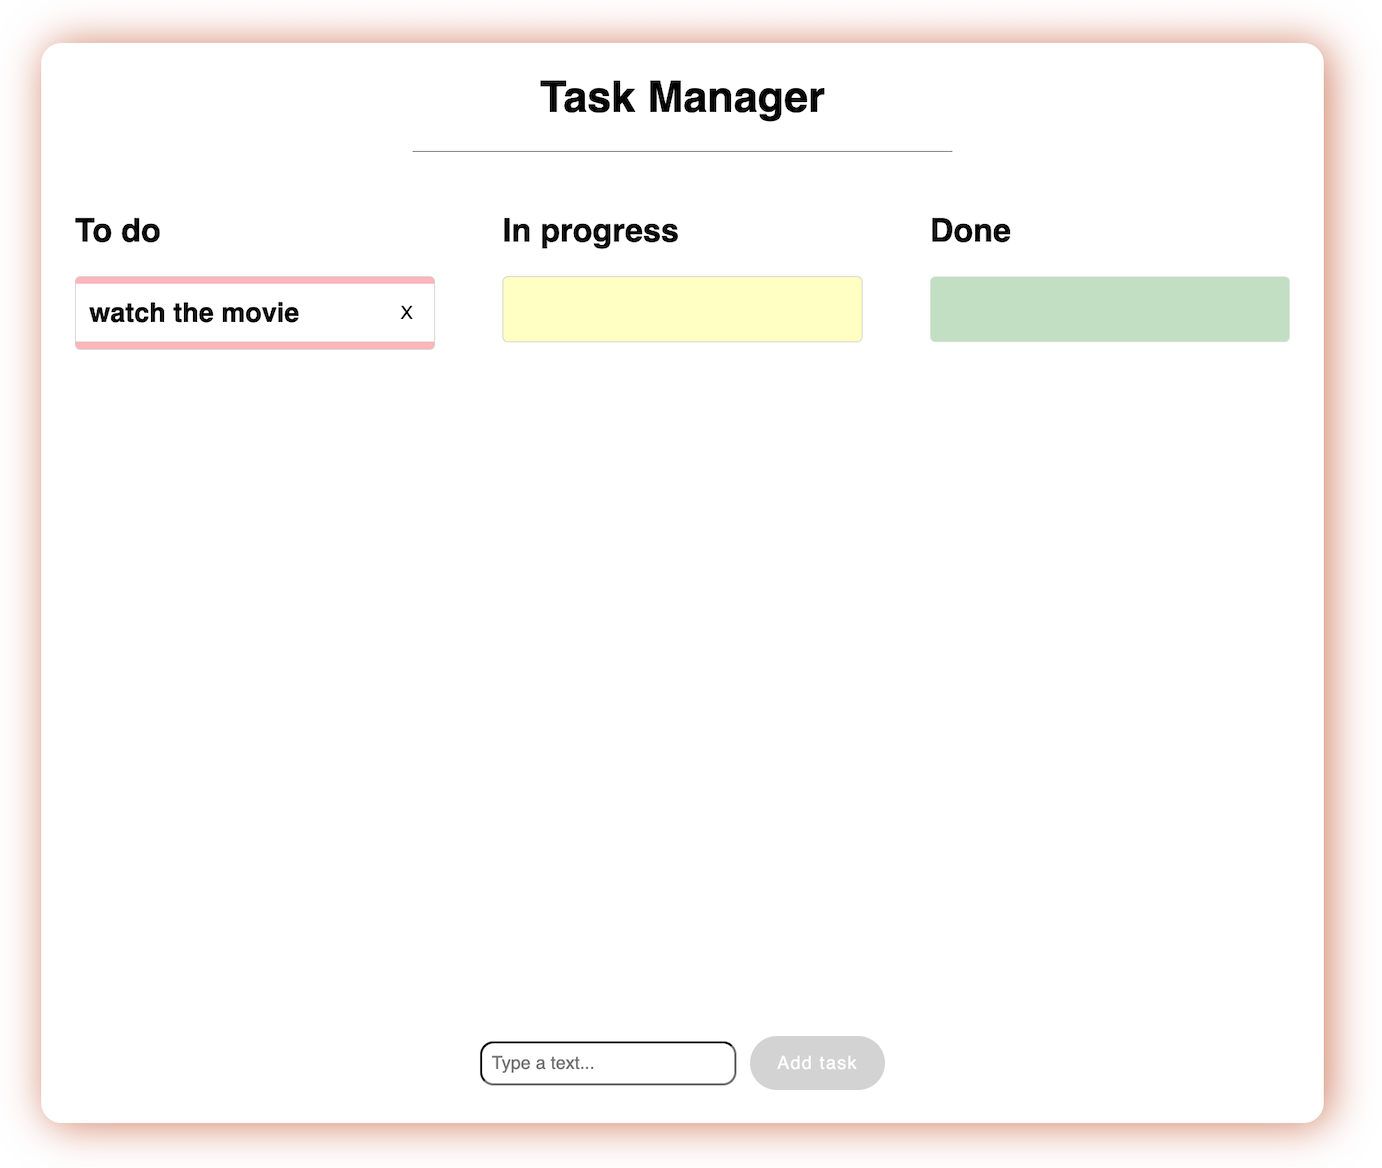 Task Manager
To do
In progress
Done
watch the movie
X
Type a text...
Add task